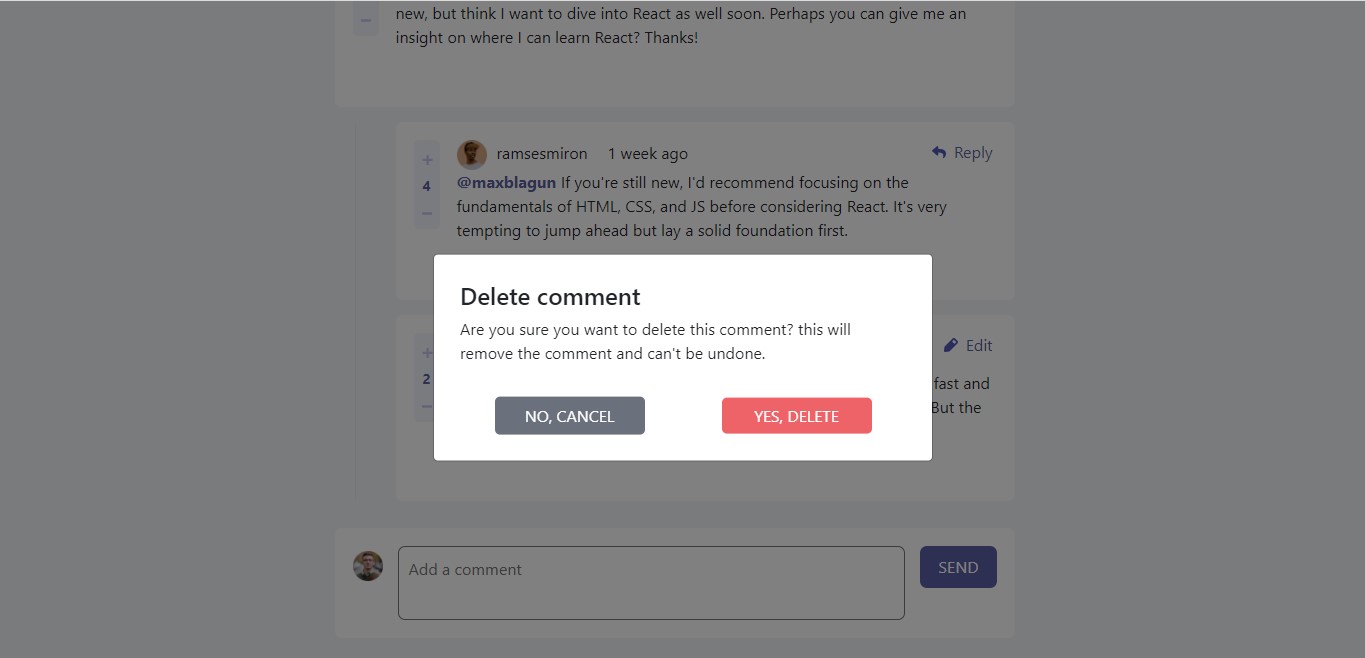 new, but think I want to dive into React as well soon. Perhaps you can give me an
insight on where I can learn React? Thanks!
ramsesmiron 1 week ago
Reply
4
@maxblagun If you're still new, I'd recommend focusing on the
fundamentals of HTML, CSS, and JS before considering React. It's very
tempting to jump ahead but lay a solid foundation first.
Delete comment
Are you sure you want to delete this comment? this will
remove the comment and can't be undone.
NO, CANCEL
YES, DELETE
2
Edit
fast and
But the
Add a comment
SEND